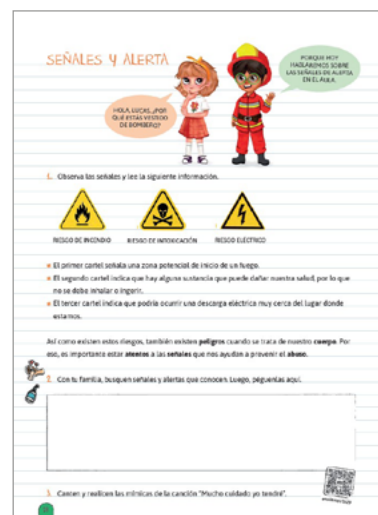 SEÑALES Y ALERTA
PORQUE HOY
HABLAREMOS SOBRE
LAS SEÑALES DE ALERTA
EN EL AULA.
HOLA, LUCAS, ¿POR
QUÉ ESTÁS VESTIDO
DE BOMBERO?
1. Observa las señales y lee la siguiente información.
RIESGO DE INCENDIO
RIESGO DE INTOXICACIÓN
RIESGO ELÉCTRICO
El primer cartel señala una zona potencial de inicio de un fuego.
El segundo cartel indica que hay alguna sustancia que puede dañar nuestra salud, por lo que
no se debe inhalar o ingerir.
El tercer cartel indica que podría ocurrir una descarga eléctrica muy cerca del lugar donde
estamos.
Así como existen estos riesgos, también existen peligros cuando se trata de nuestro cuerpo. Por
eso, es importante estar atentos a las señales que nos ayudan a prevenir el abuso.
2. Con tu familia, busquen señales y alertas que conocen. Luego, péguenlas aquí.
3. Canten y realicen las mímicas de la canción "Mucho cuidado yo tendré".